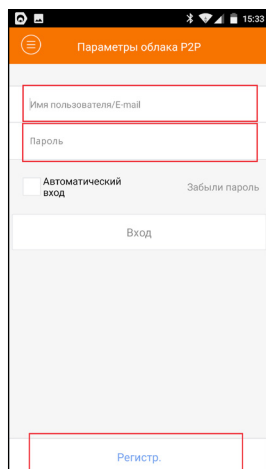 15:33
Параметры облака P2P
Имя пользователя/E-mail
Пароль
Автоматический
вход
Забыли пароль
Вход
Регистр.